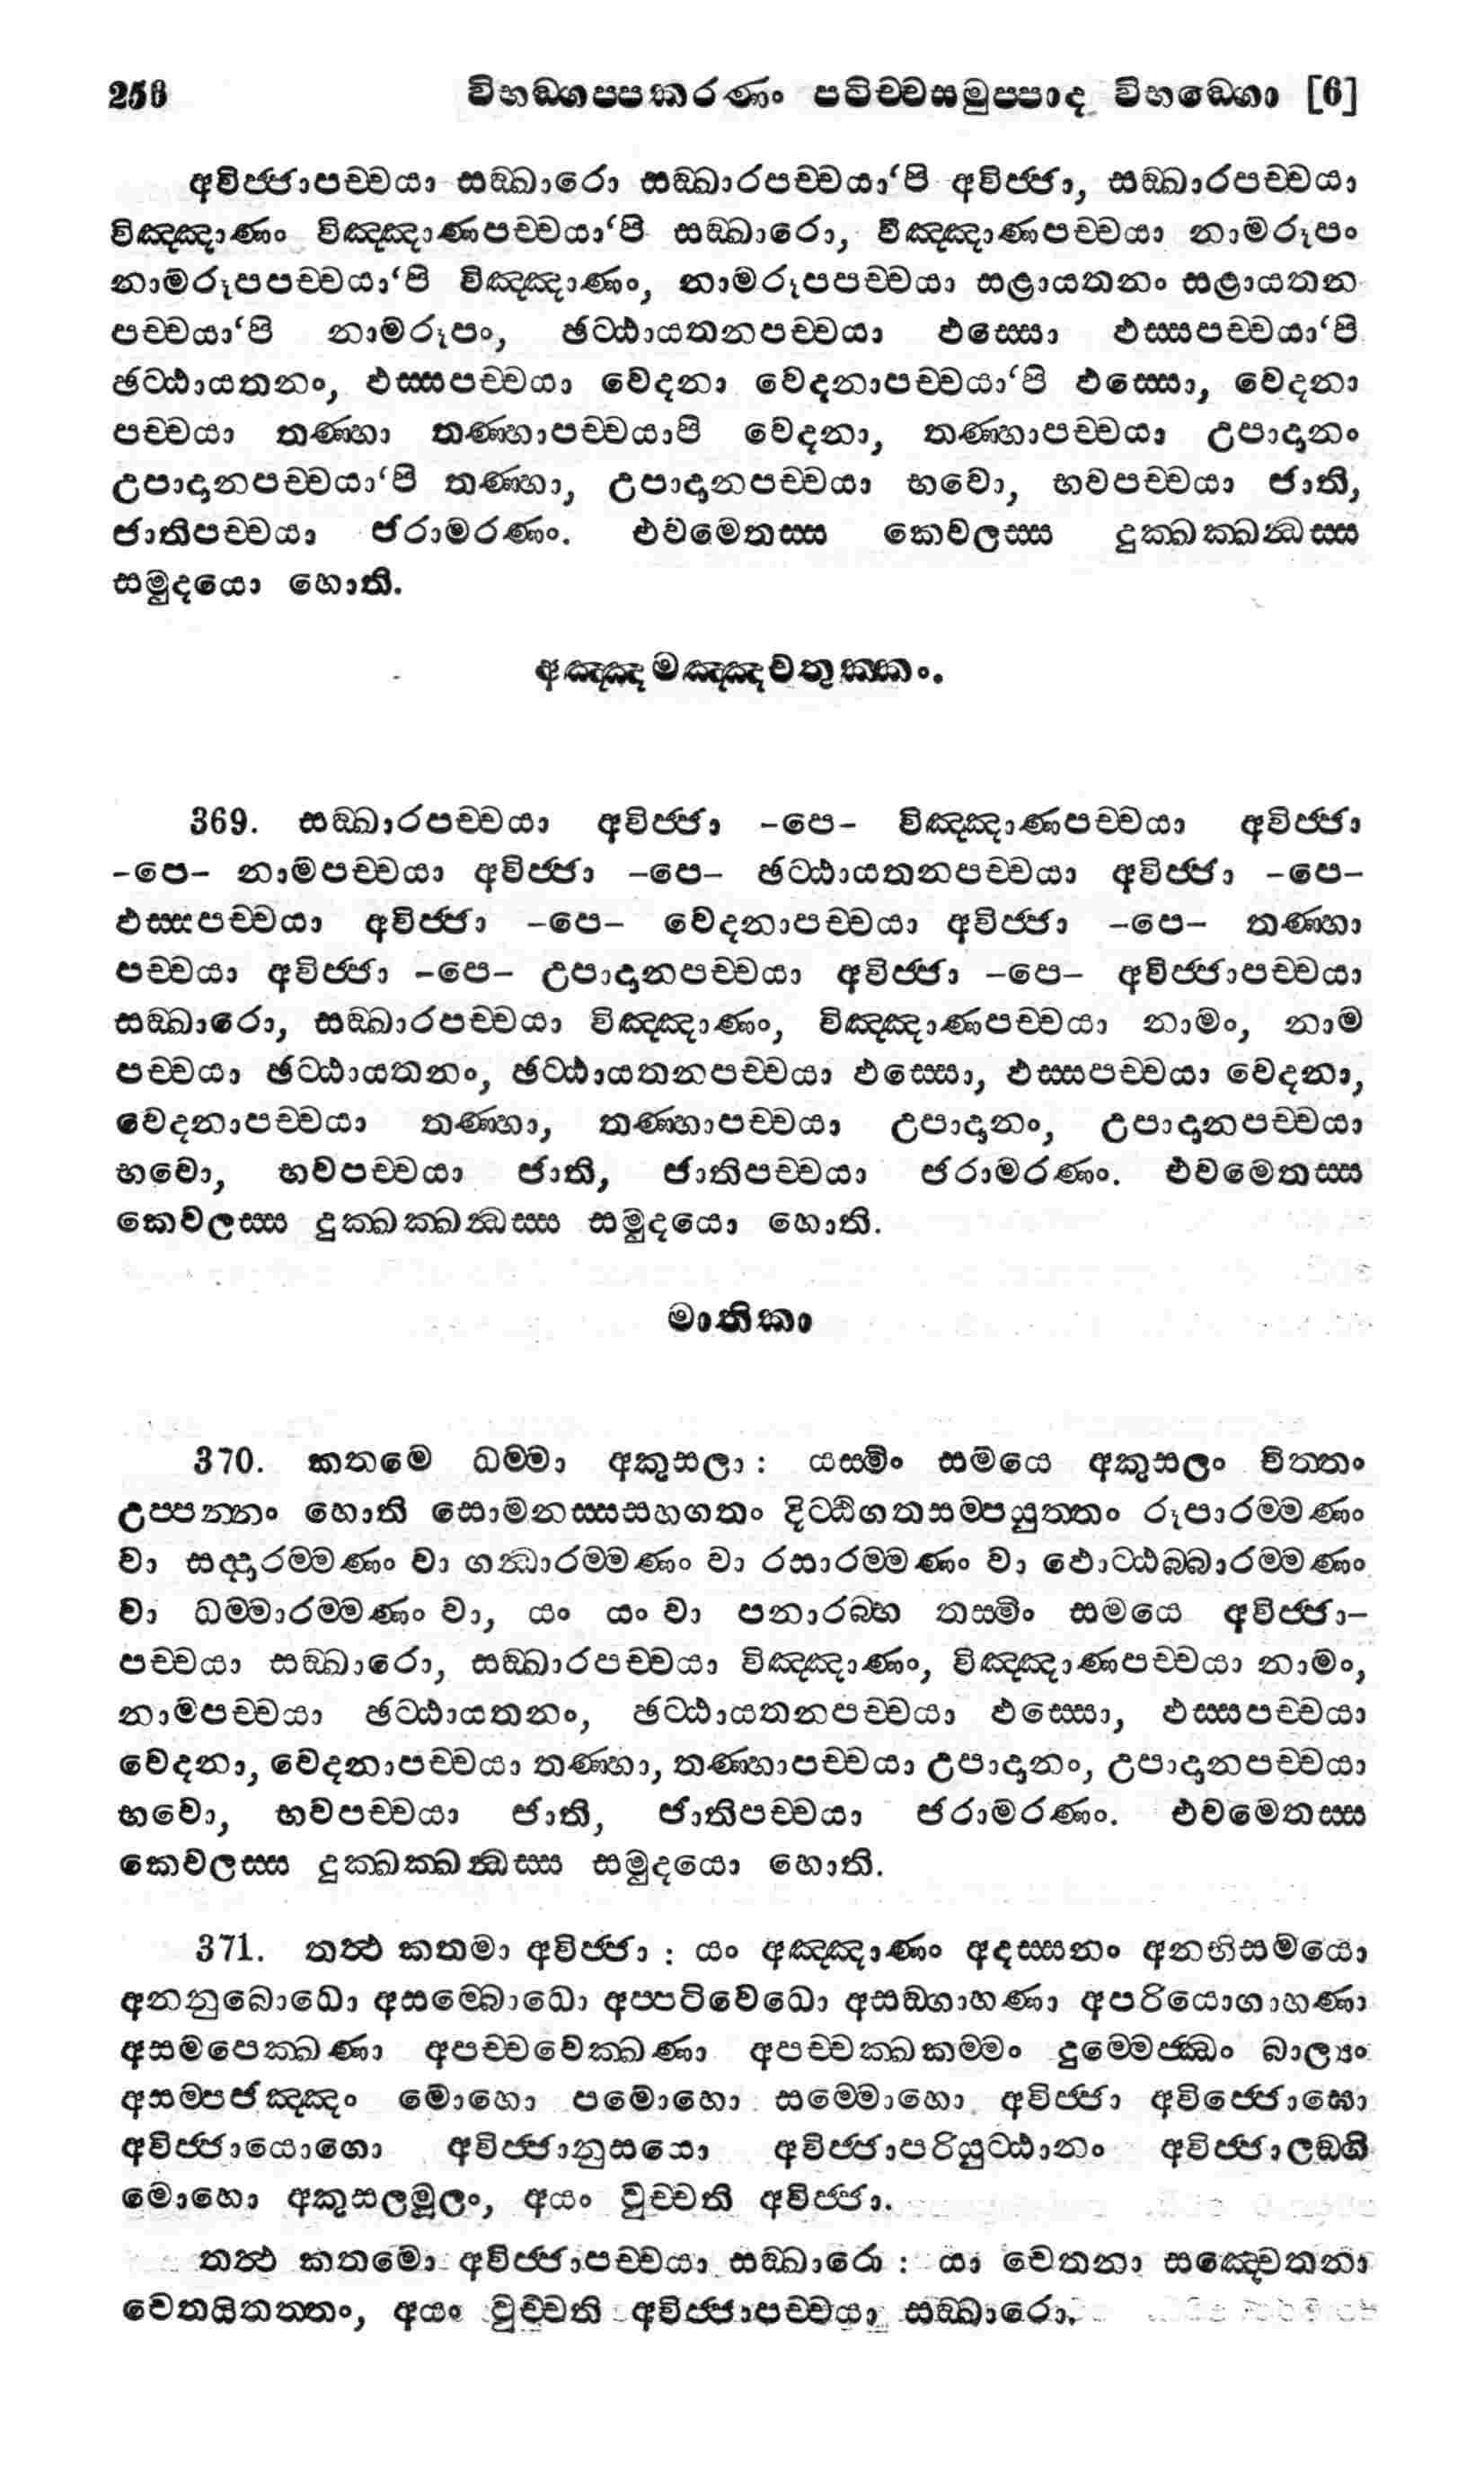 256 විභඞ්ගප්පකරණං පටිච්චසමුප්පාද විභඞ්ගො [6]
අවිජ්ජාපච්චයා සඞ්ඛාරො සඞ්ඛාරපච්චයා‘පි අවිජ්ජා, සඞ්ඛාරපච්චයා
විඤ්ඤාණං විඤ්ඤාණපච්චයා‘පි සඞ්ඛාරො, විඤ්ඤාණපච්චයා නාමරූපං
නාමරූපපච්චයා‘පි විඤ්ඤාණං, නාමරූපපච්චයා සළායතනං සළායතන
පච්චයා‘පි නාමරූපං, ඡට්ඨායතනපච්චයා ඵස්සො ඵස්සපච්චයා‘පි
ඡට්ඨායතනං, ඵස්සපච්චයා වෙදනා වෙදනාපච්චයා‘පි ඵස්සො, වෙදනා
පච්චයා තණ්හා තණ්හාපච්චයාපි වෙදනා, තණ්හාපච්චයා උපාදානං
උපාදානපච්චයා‘පි තණ්හා, උපාදානපච්චයා භවො, භවපච්චයා ජාති,
ජාතිපච්චයා ජරාමරණං. එවමෙතස්ස කෙවලස්ස දුක්ඛක්ඛන්ධස්ස
සමුදයො හොති.
අඤ්ඤමඤ්ඤචතුක්කං.
369. සඞ්ඛාරපච්චයා අවිජ්ජා -පෙ- විඤ්ඤාණපච්චයා අවිජ්ජා
-පෙ- නාමපච්චයා අවිජ්ජා -පෙ- ඡට්ඨායතනපච්චයා අවිජ්ජා -පෙ-
ඵස්සපච්චයා අවිජ්ජා -පෙ- වෙදනාපච්චයා අවිජ්ජා -පෙ- තණ්හා
පච්චයා අවිජ්ජා -පෙ- උපාදානපච්චයා අවිජ්ජා -පෙ- අවිජ්ජාපච්චයා
සඞ්ඛාරො, සඞ්ඛාරපච්චයා විඤ්ඤාණං, විඤ්ඤාණපච්චයා නාමං, නාම
පච්චයා ඡට්ඨායතනං, ඡට්ඨායතනපච්චයා ඵස්සො, ඵස්සපච්චයා වෙදනා,
වෙදනාපච්චයා තණ්හා, තණ්හාපච්චයා උපාදානං, උපාදානපච්චයා
භවො, භවපච්චයා ජාති, ජාතිපච්චයා ජරාමරණං. එවමෙතස්ස
කෙවලස්ස දුක්ඛක්ඛන්ධස්ස සමුදයො හොති.
මාතිකා
370. කතමෙ ධම්මා අකුසලා : යස්මිං සමයෙ අකුසලං චිත්තං
උප්පන්නං හොති සොමනස්සසහගතං දිට්ඨිගතසම්පයුත්තං රූපාරම්මණං
වා සද්දාරම්මණං වා ගන්ධාරම්මණං වා රසාරම්මණං වා ඵොට්ඨබ්බාරම්මණං
වා ධම්මාරම්මණං වා, යං යං වා පනාරබ්භ තස්මිං සමයෙ අවිජ්ජා-
පච්චයා සඞ්ඛාරො, සඞ්ඛාරපච්චයා විඤ්ඤාණං, විඤ්ඤාණපච්චයා නාමං,
නාමපච්චයා ඡට්ඨායතනං, ඡට්ඨායතනපච්චයා ඵස්සො, ඵස්සපච්චයා
වෙදනා, වෙදනාපච්චයා තණ්හා, තණ්හාපච්චයා උපාදානං, උපාදානපච්චයා
භවො, භවපච්චයා ජාති, ජාතිපච්චයා ජරාමරණං. එවමෙතස්ස
කෙවලස්ස දුක්ඛක්ඛන්ධස්ස සමුදයො හොති.
371. තත්ථ කතමා අවිජ්ජා : යං අඤ්ඤාණං අදස්සනං අනභිසමයො
අනනුබොධො අසම්බොධො අප්පටිවෙධො අසඞ්ගාහණා අපරියොගාහණා
අසමපෙක්ඛණා අපච්චවෙක්ඛණා අපච්චක්ඛකම්මං දුම්මෙජ්ඣං බාල්‍යං
අසම්පජඤ්ඤං මොහො පමොහො සම්මොහො අවිජ්ජා අවිජ්ජොඝො
අවිජ්ජායොගො අවිජ්ජානුසයො අවිජ්ජාපරියුට්ඨානං අවිජ්ජාලඞ්ගී
මොහො අකුසලමූලං, අයං වුච්චති අවිජ්ජා.
තත්ථ කතමො අවිජ්ජාපච්චයා සඞ්ඛාරො : යා චෙතනා සඤ්චෙතනා
චෙතයිතත්තං, අයං වුච්චති අවිජ්ජාපච්චයා සඞ්ඛාරො.